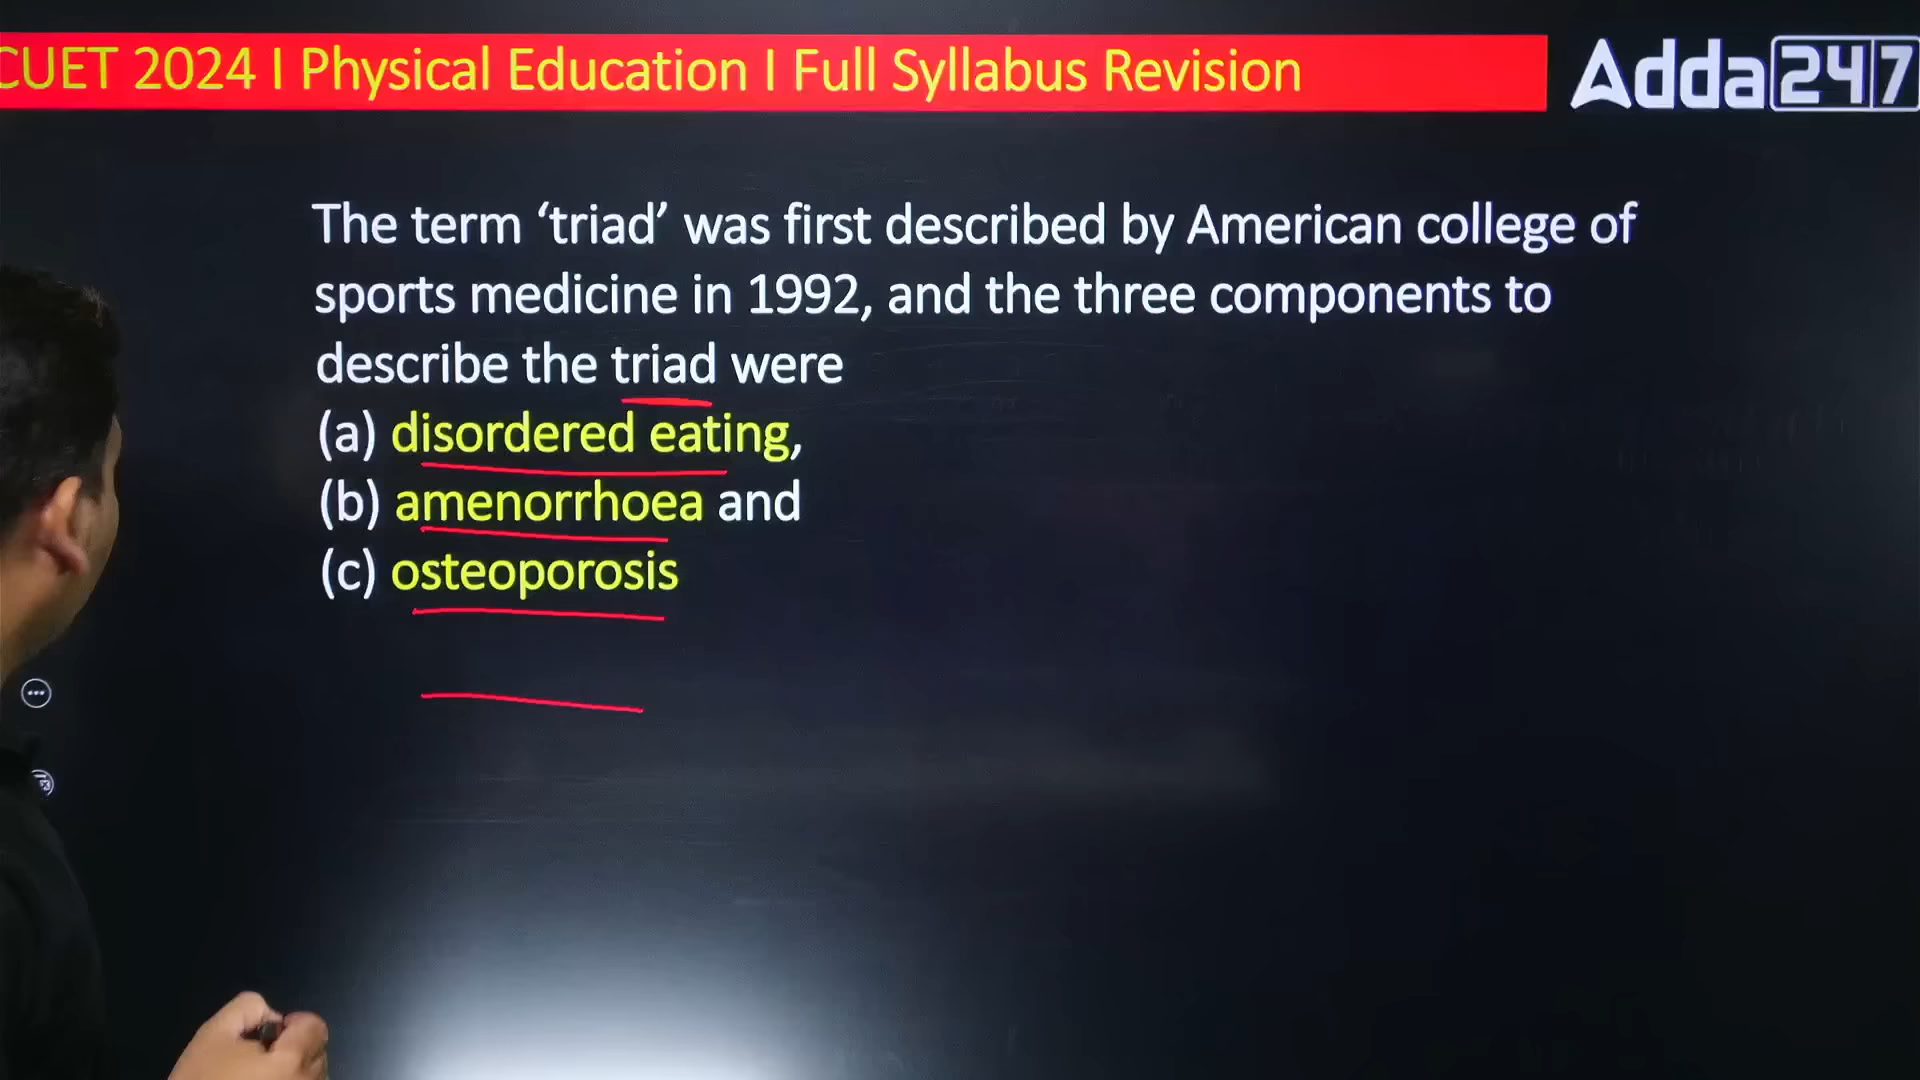 CUET 2024 I Physical Education I Full Syllabus Revision
Adda247
The term ‘triad’ was first described by American college of
sports medicine in 1992, and the three components to
describe the triad were
(a) disordered eating,
(b) amenorrhoea and
(c) osteoporosis